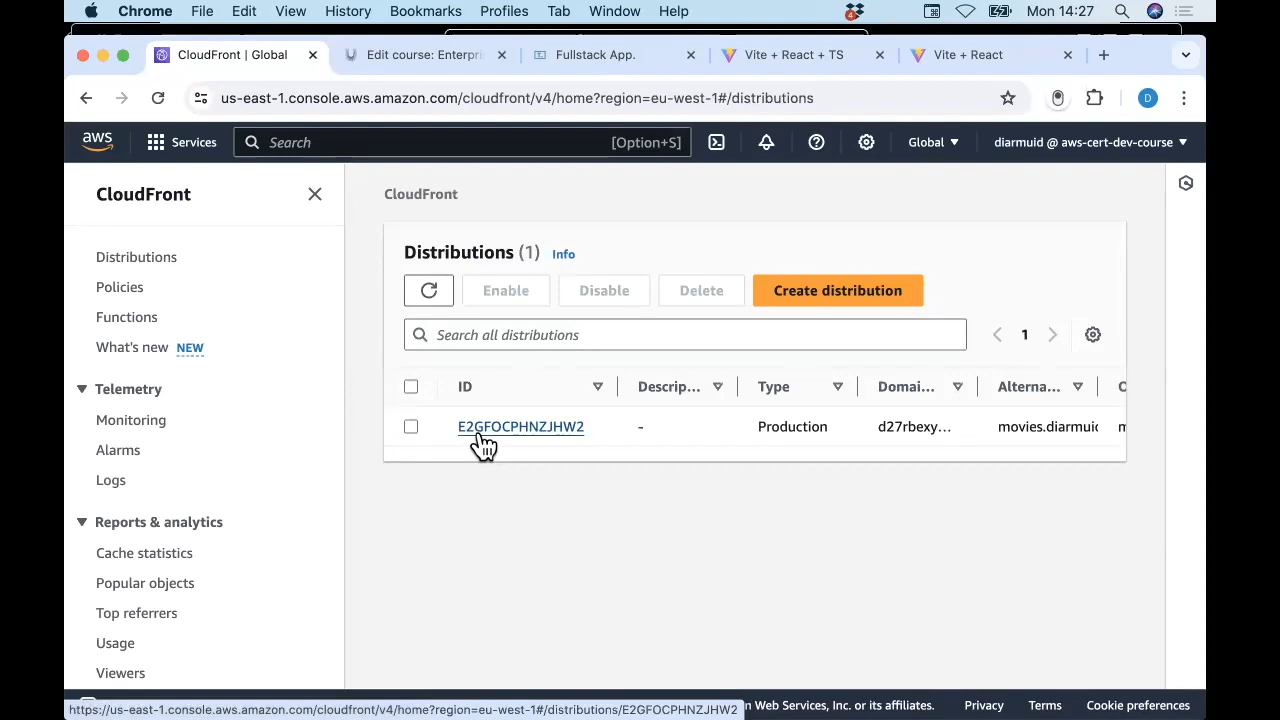 Chrome File Edit View History Bookmarks Profiles Tab Window Help 4 Mon 14:27
CloudFront | Global Edit course: Enterpri Fullstack App. Vite + React + TS Vite + React
us-east-1.console.aws.amazon.com/cloudfront/v4/home?region=eu-west-1#/distributions D
aws Services Search [Option+S] Global diarmuid @ aws-cert-dev-course
CloudFront
Distributions
Policies
Functions
What's new NEW
Telemetry
Monitoring
Alarms
Logs
Reports & analytics
Cache statistics
Popular objects
Top referrers
Usage
Viewers
CloudFront
Distributions (1) Info
Enable Disable Delete Create distribution
Search all distributions 1
ID Descrip... Type Domai... Alterna...
E2GFOCPHNZJHW2 - Production d27rbexy... movies.diarmuid
https://us-east-1.console.aws.amazon.com/cloudfront/v4/home?region=eu-west-1#/distributions/E2GFOCPHNZJHW2 n Web Services, Inc. or its affiliates. Privacy Terms Cookie preferences